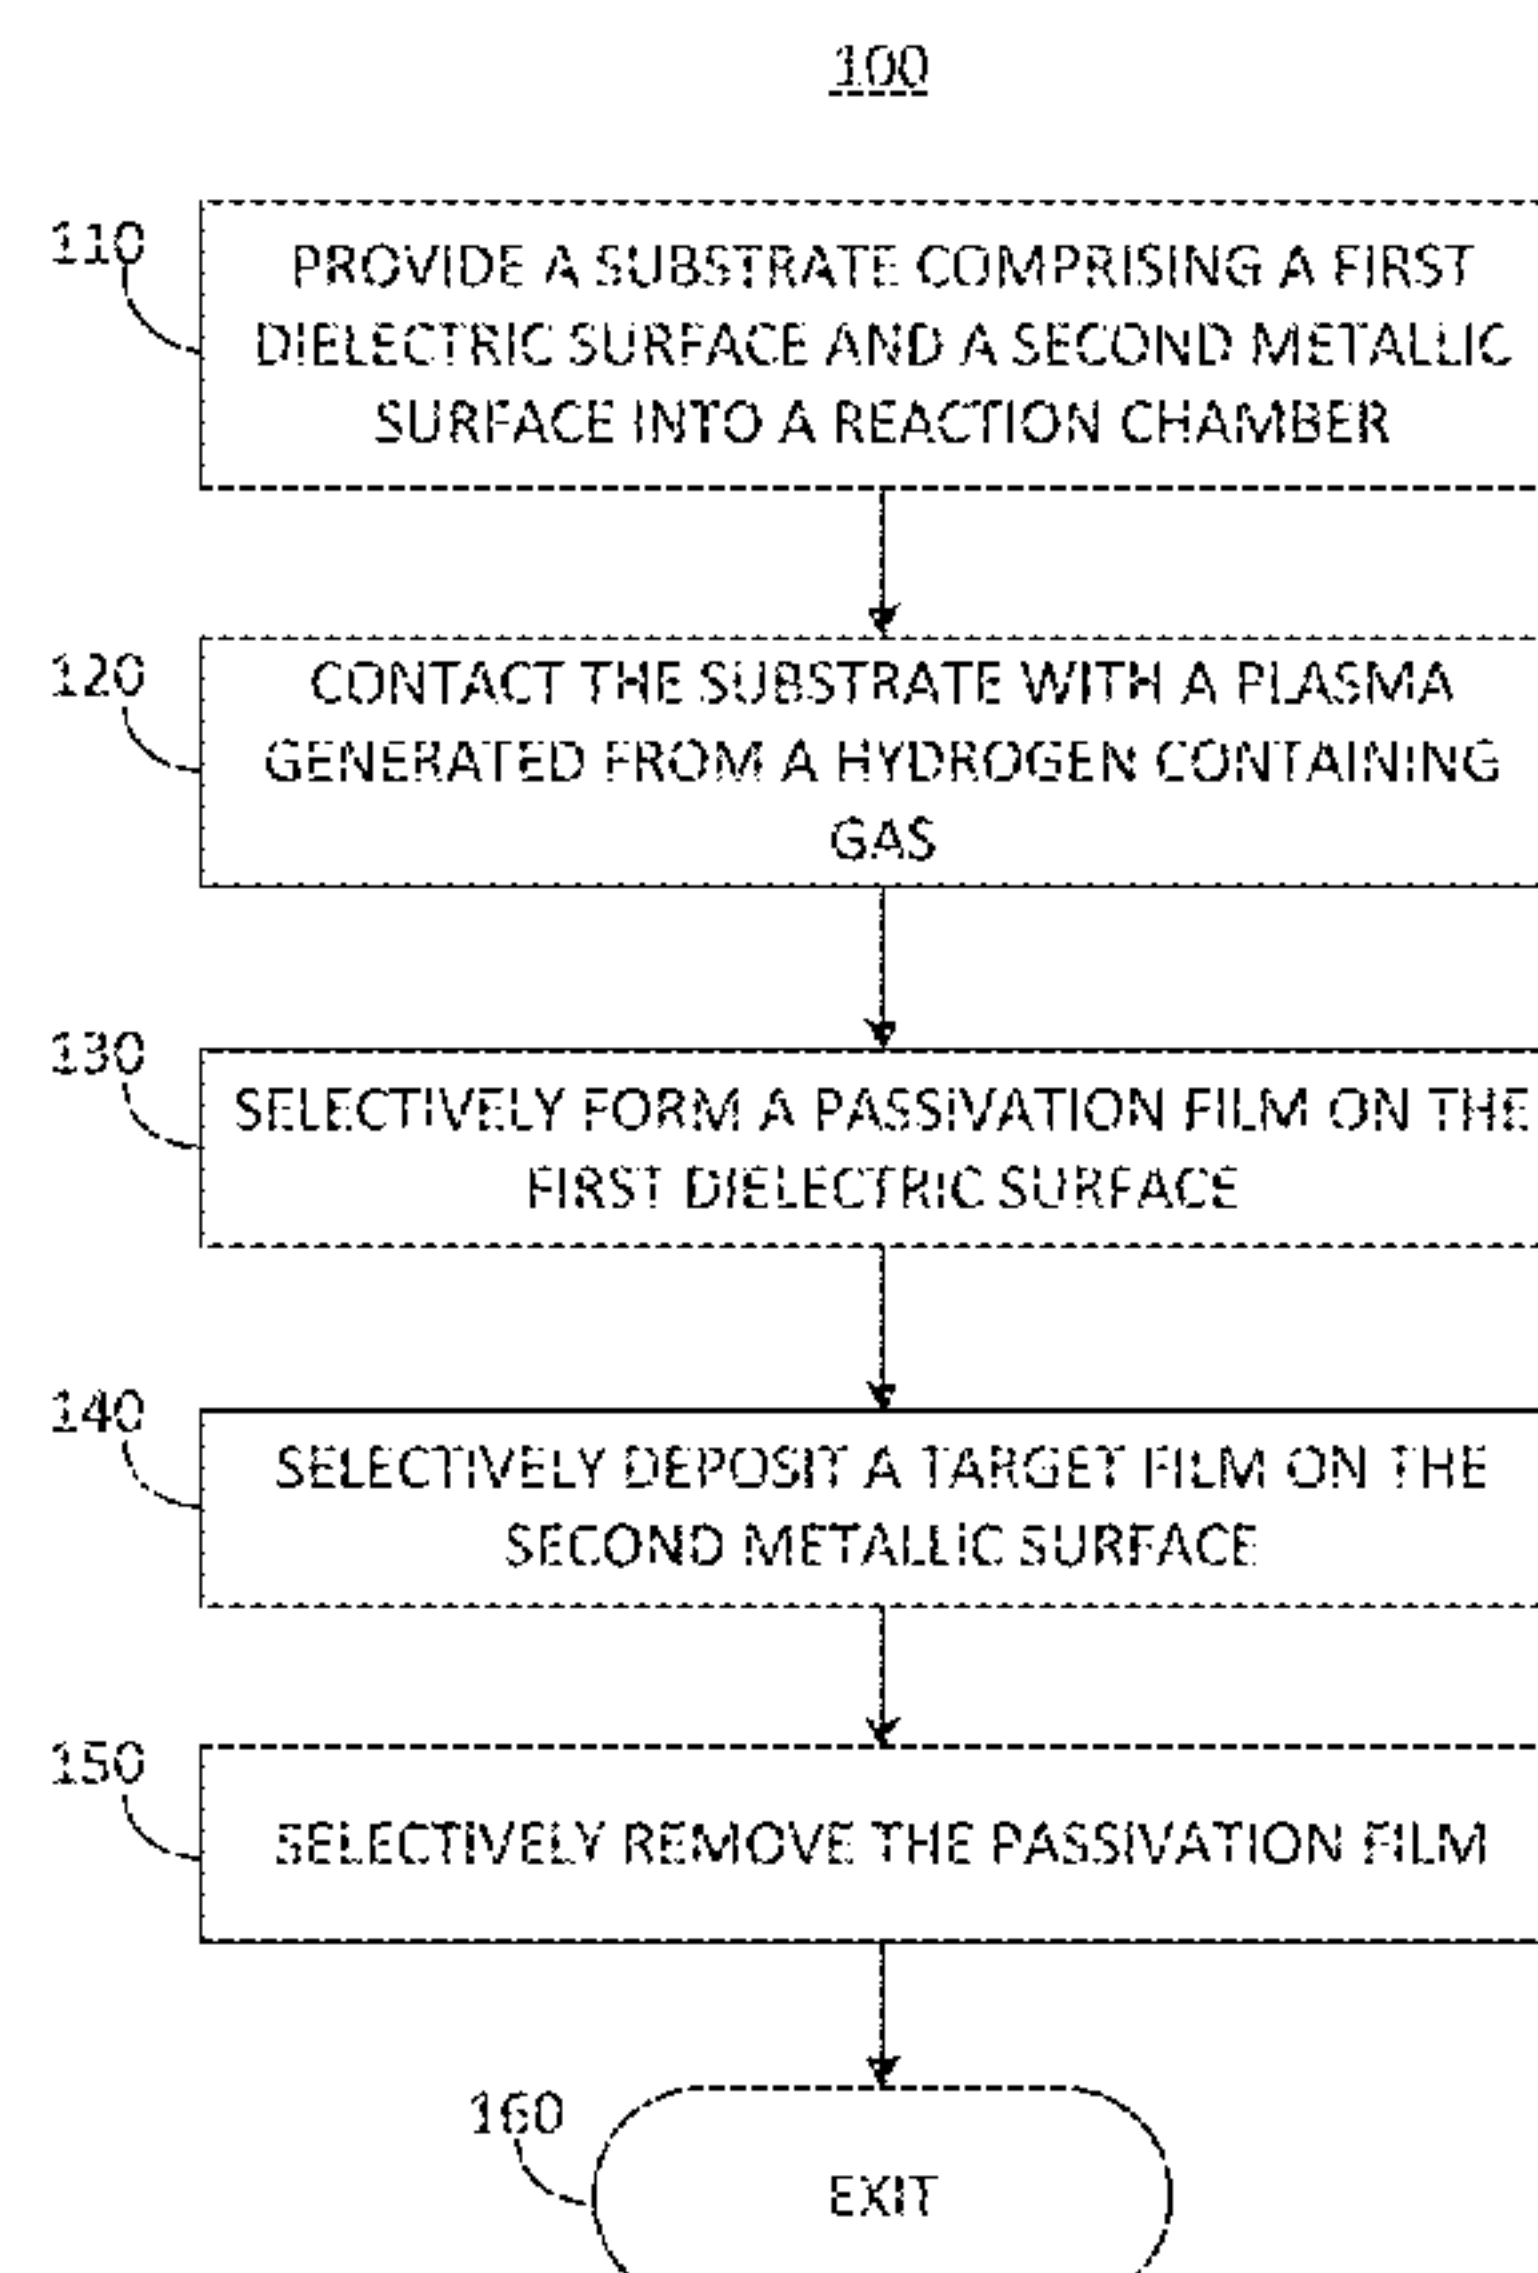 100
110
PROVIDE A SUBSTRATE COMPRISING A FIRST
DIELECTRIC SURFACE AND A SECOND METALLIC
SURFACE INTO A REACTION CHAMBER
120
CONTACT THE SUBSTRATE WITH A PLASMA
GENERATED FROM A HYDROGEN CONTAINING
GAS
130
SELECTIVELY FORM A PASSIVATION FILM ON THE
FIRST DIELECTRIC SURFACE
140
SELECTIVELY DEPOSIT A TARGET FILM ON THE
SECOND METALLIC SURFACE
150
SELECTIVELY REMOVE THE PASSIVATION FILM
160
EXIT